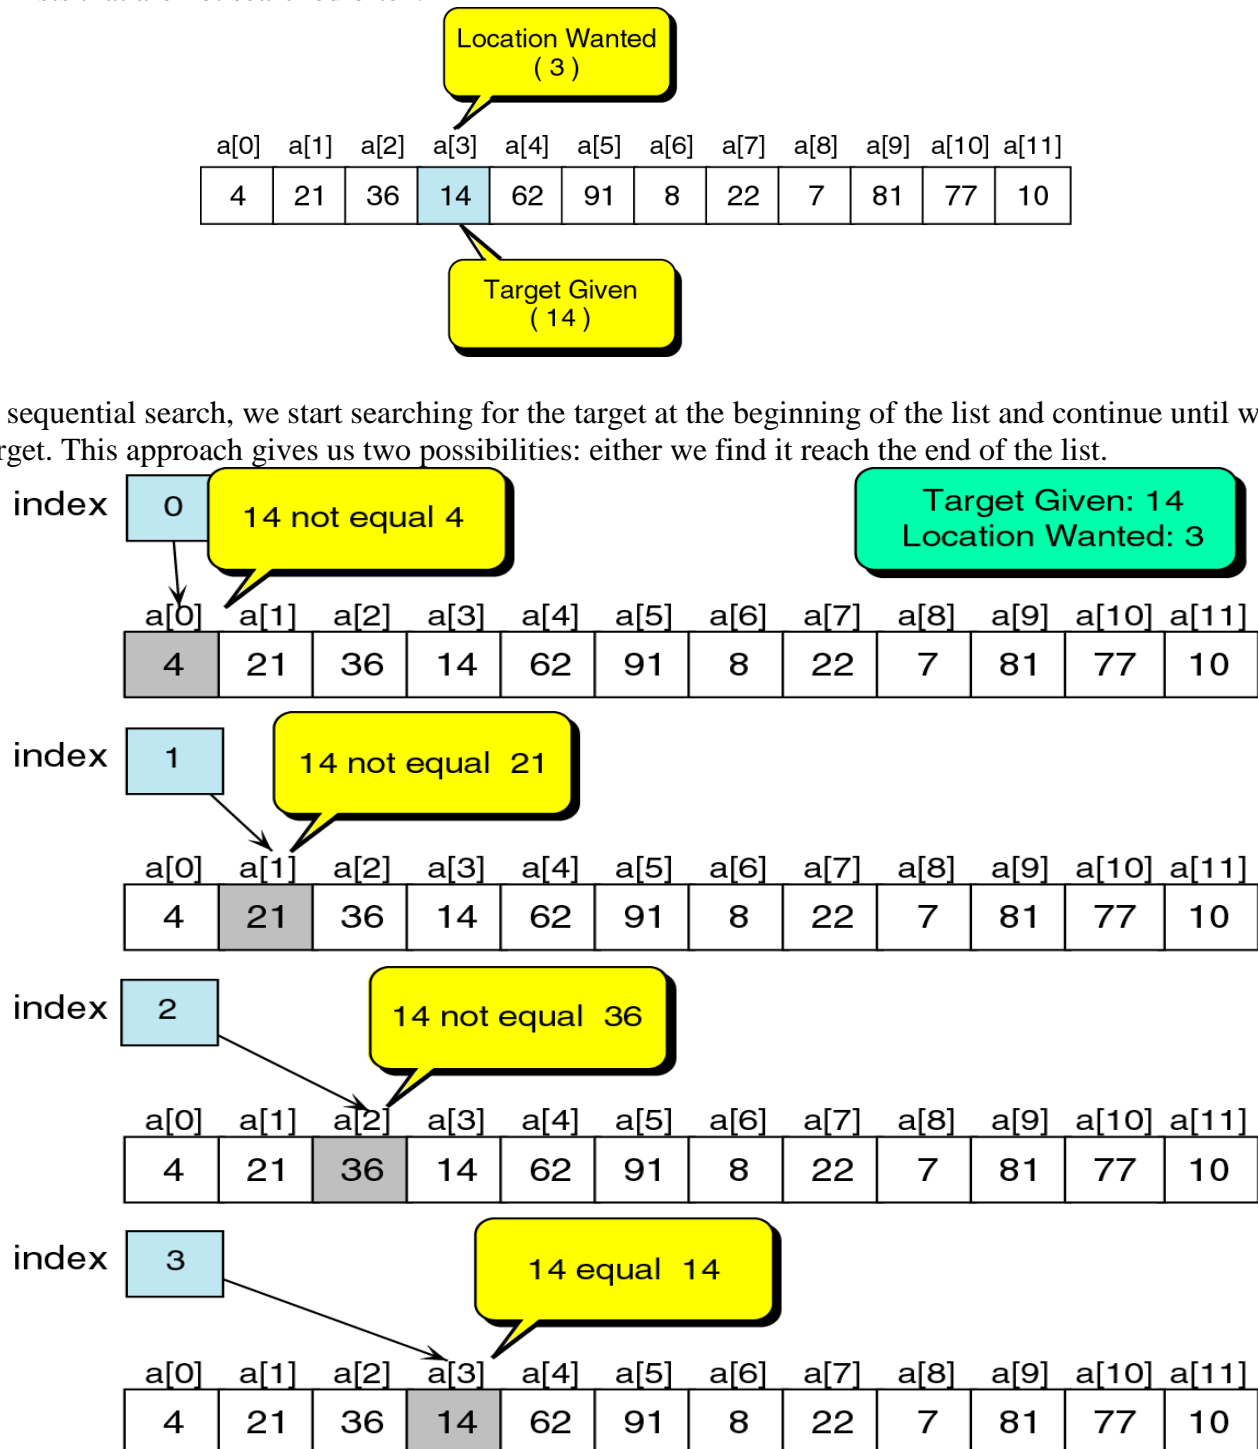 Location Wanted
( 3 )
a[0] a[1] a[2] a[3] a[4] a[5] a[6] a[7] a[8] a[9] a[10] a[11]
4 21 36 14 62 91 8 22 7 81 77 10
Target Given
( 14 )
sequential search, we start searching for the target at the beginning of the list and continue until
This approach gives us two possibilities: either we find it reach the end of the list.
index 0 14 not equal 4
Target Given: 14
Location Wanted: 3
a[0] a[1] a[2] a[3] a[4] a[5] a[6] a[7] a[8] a[9] a[10] a[11]
4 21 36 14 62 91 8 22 7 81 77 10
index 1 14 not equal 21
a[0] a[1] a[2] a[3] a[4] a[5] a[6] a[7] a[8] a[9] a[10] a[11]
4 21 36 14 62 91 8 22 7 81 77 10
index 2 14 not equal 36
a[0] a[1] a[2] a[3] a[4] a[5] a[6] a[7] a[8] a[9] a[10] a[11]
4 21 36 14 62 91 8 22 7 81 77 10
index 3 14 equal 14
a[0] a[1] a[2] a[3] a[4] a[5] a[6] a[7] a[8] a[9] a[10] a[11]
4 21 36 14 62 91 8 22 7 81 77 10